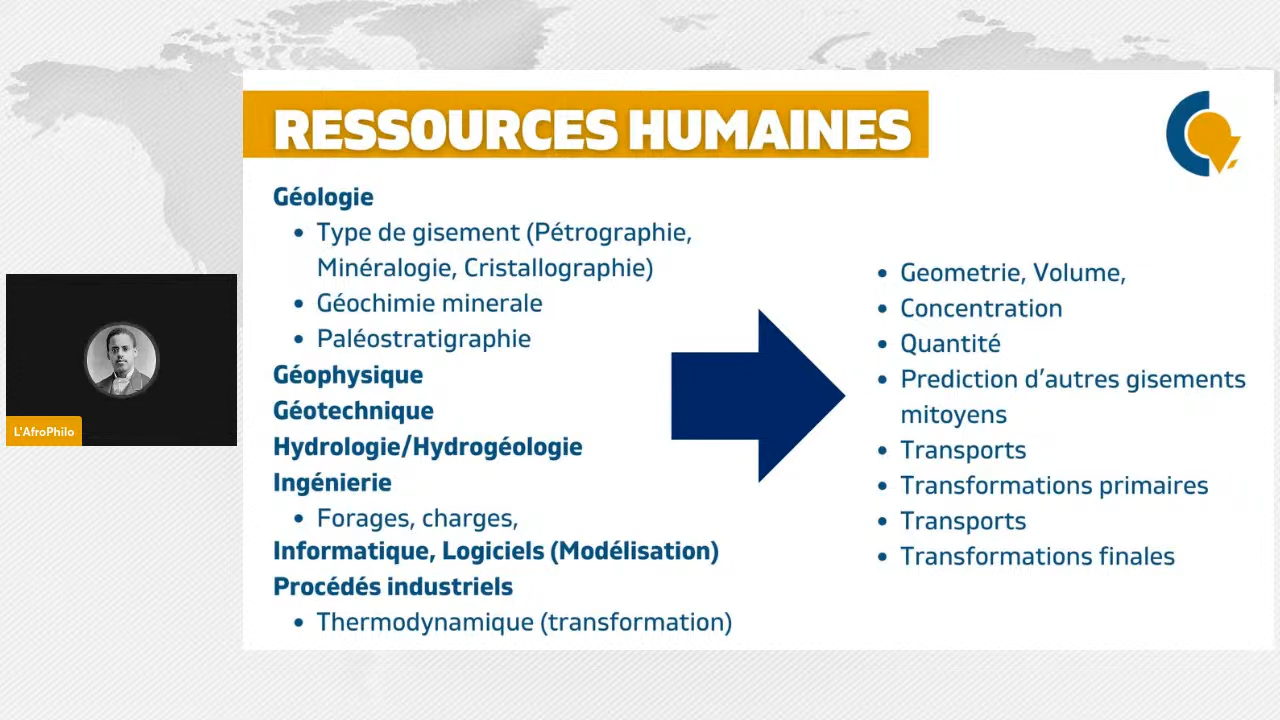 RESSOURCES HUMAINES
Géologie
• Type de gisement (Pétrographie,
Minéralogie, Cristallographie)
• Géochimie minerale
• Paléostratigraphie
Géophysique
Géotechnique
Hydrologie/Hydrogéologie
Ingénierie
• Forages, charges,
Informatique, Logiciels (Modélisation)
Procédés industriels
• Thermodynamique (transformation)
• Geometrie, Volume,
• Concentration
• Quantité
• Prediction d’autres gisements
mitoyens
• Transports
• Transformations primaires
• Transports
• Transformations finales
L'AfroPhilo